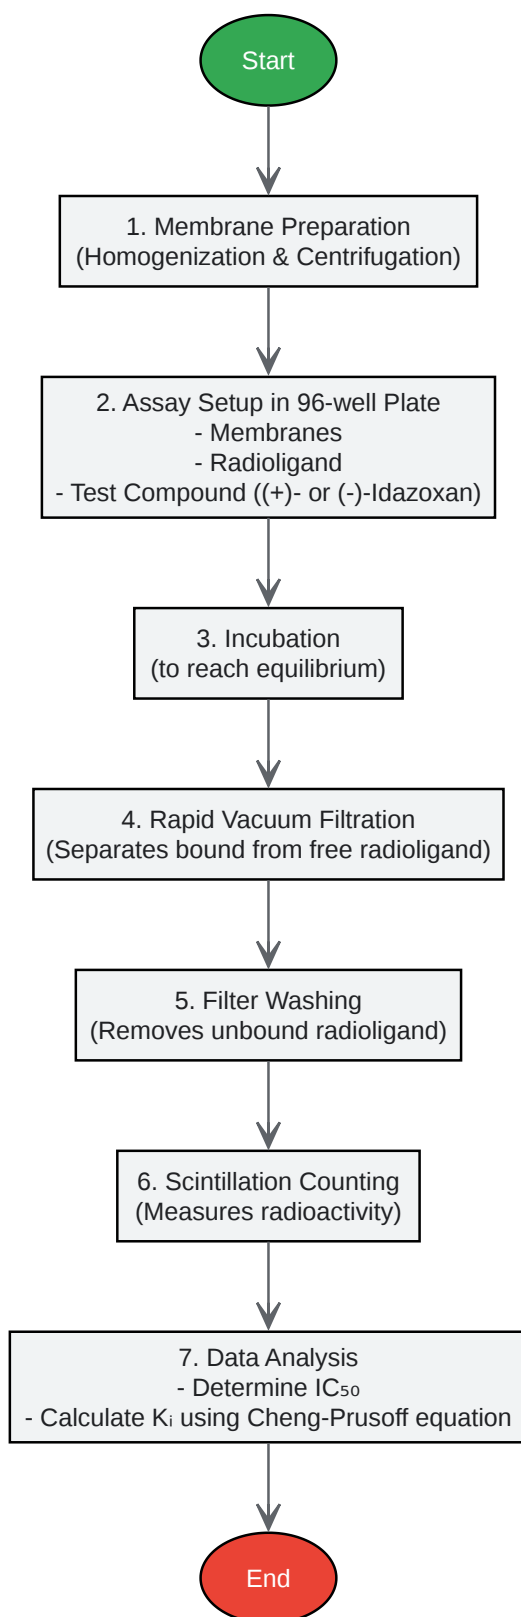 Start
1. Membrane Preparation
(Homogenization & Centrifugation)
2. Assay Setup in 96-well Plate
- Membranes
- Radioligand
- Test Compound ((+)- or (-)-Idazoxan)
3. Incubation
(to reach equilibrium)
4. Rapid Vacuum Filtration
(Separates bound from free radioligand)
5. Filter Washing
(Removes unbound radioligand)
6. Scintillation Counting
(Measures radioactivity)
7. Data Analysis
- Determine IC₅₀
- Calculate Kᵢ using Cheng-Prusoff equation
End